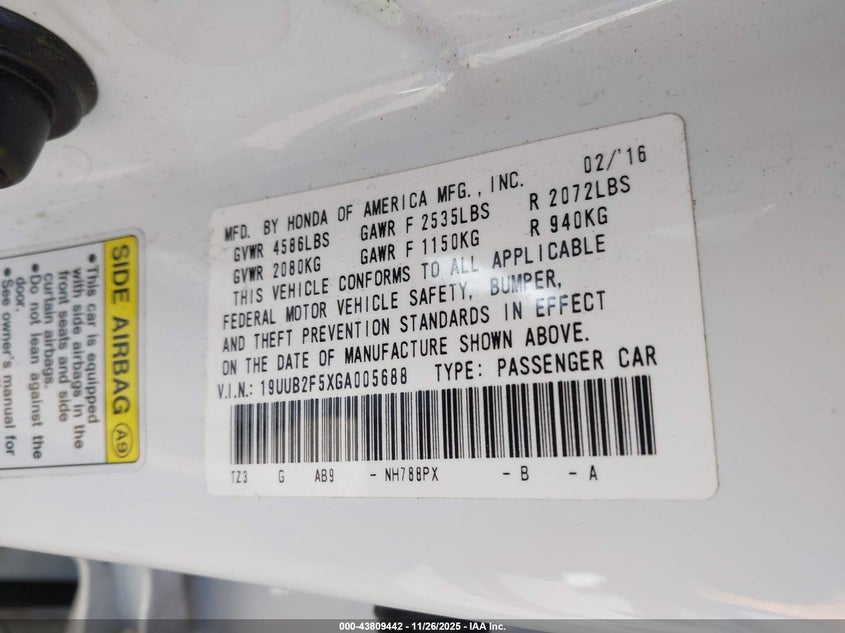 MFD. BY HONDA OF AMERICA MFG., INC. 02/'16
GVWR 4586LBS GAWR F 2535LBS R 2072LBS
GVWR 2080KG GAWR F 1150KG R 940KG
THIS VEHICLE CONFORMS TO ALL APPLICABLE
FEDERAL MOTOR VEHICLE SAFETY, BUMPER,
AND THEFT PREVENTION STANDARDS IN EFFECT
ON THE DATE OF MANUFACTURE SHOWN ABOVE.
V.I.N.: 19UUB2F5XGA005688 TYPE: PASSENGER CAR
TZ3 G AB9 - NH788PX - B - A
SIDE AIRBAG A9
•This car is equipped
with side airbags in the
front seats and side
curtain airbags.
•Do not lean against the
door.
•See owner's manual for
000-43809442 | 11/26/2025 | IAA Inc.